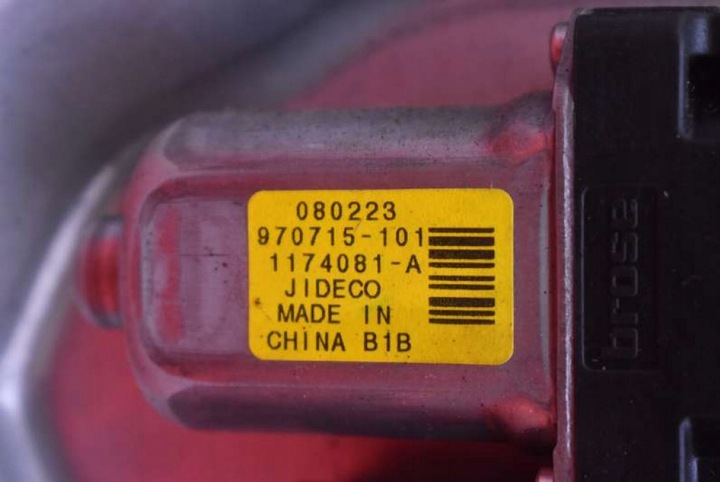 080223
970715-101
1174081-A
JIDECO
MADE IN
CHINA B1B
brose